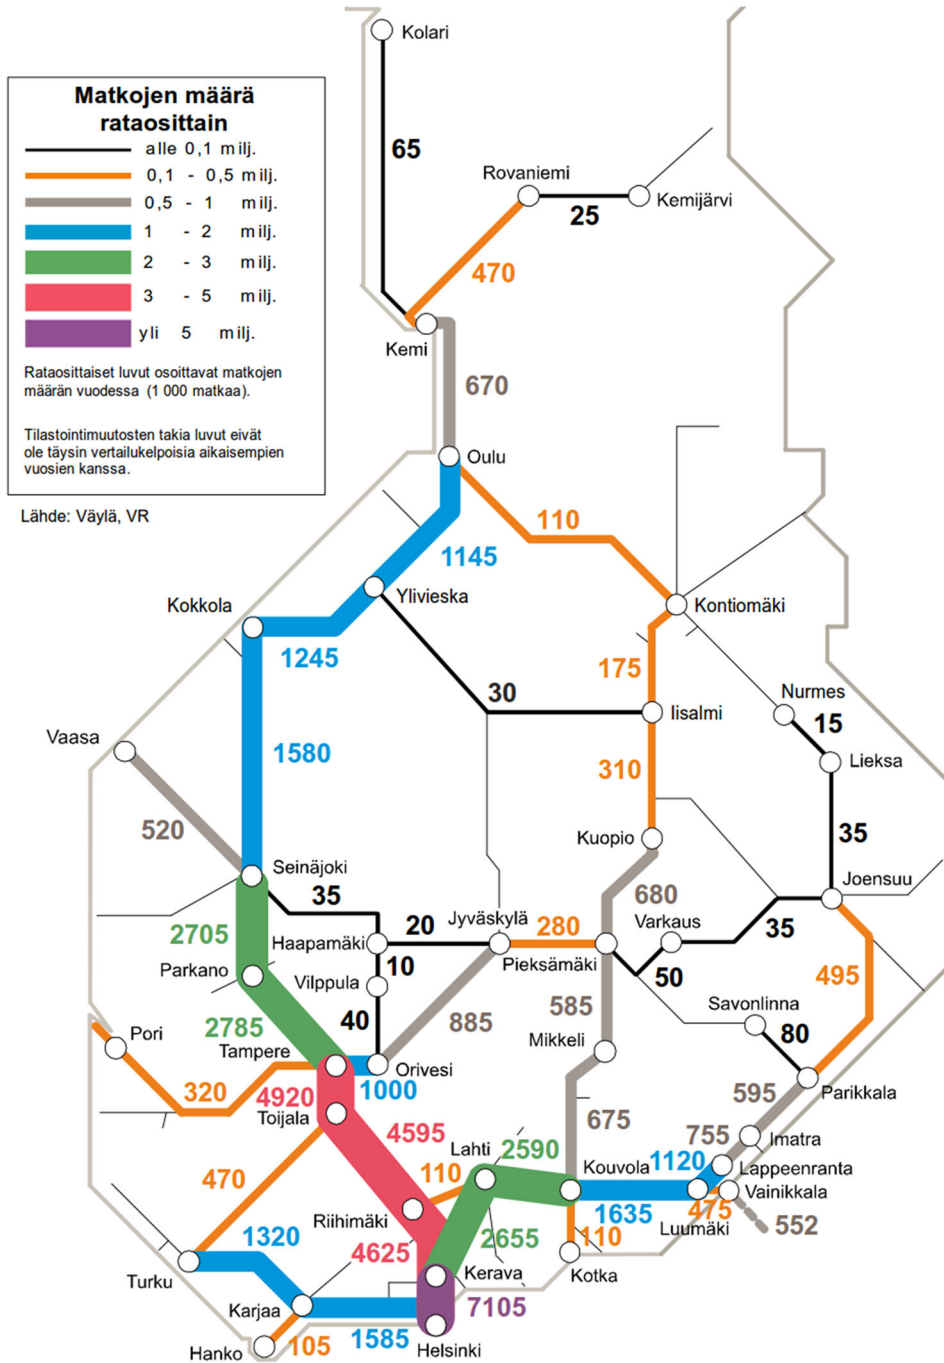 Kolari
Matkojen määrä
rataosittain
alle 0,1 milj.
0,1 - 0,5 milj.
0,5 - 1 milj.
1 - 2 milj.
2 - 3 milj.
3 - 5 milj.
yli 5 milj.
Rataosittaiset luvut osoittavat matkojen
määrän vuodessa (1 000 matkaa).
Tilastointimuutosten takia luvut eivät
ole täysin vertailukelpoisia aikaisempien
vuosien kanssa.
Lähde: Väylä, VR
65
Rovaniemi
25
Kemijärvi
470
Kemi
670
Oulu
110
1145
Ylivieska
Kontiomäki
Kokkola
1245
175
30
Iisalmi
Nurmes
15
Vaasa
1580
310
Lieksa
520
Kuopio
35
Seinäjoki
35
680
Joensuu
2705
Haapamäki
20
Jyväskylä
280
Varkaus
35
Pieksämäki
10
50
495
Parkano
Vilppula
885
585
Savonlinna
2785
40
Mikkeli
80
Pori
Tampere
1000
Orivesi
320
4920
595
Parikkala
Toijala
4595
675
755
Imatra
Lahti
2590
470
110
Kouvola
1120
Lappeenranta
Vainikkala
1635
475
552
Riihimäki
Luumäki
1320
4625
2655
110
Turku
Kerava
Kotka
Karjaa
7105
1585
Hanko
105
Helsinki